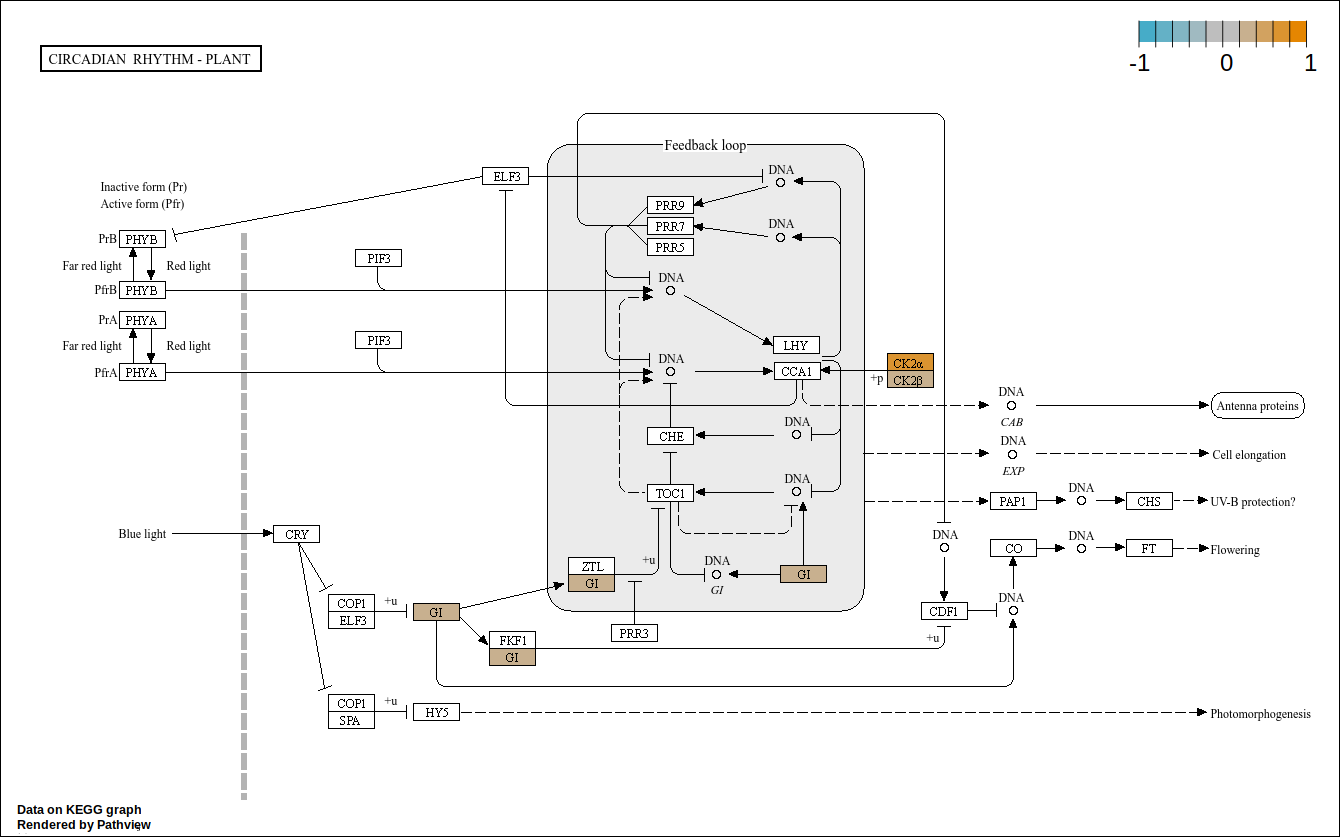 CIRCADIAN RHYTHM - PLANT
-1 0 1
Feedback loop
Inactive form (Pr)
Active form (Pfr)
ELF3
DNA
PRR9
PRR7
PRR5
DNA
PrB PHYB
Far red light Red light
PfrB PHYB
PIF3
DNA
PrA PHYA
Far red light Red light
PfrA PHYA
PIF3
DNA
LHY
CCA1
+p
CK2α
CK2β
DNA
CAB
Antenna proteins
CHE
DNA
DNA
EXP
Cell elongation
TOC1
DNA
PAP1
DNA
CHS
UV-B protection?
Blue light
CRY
DNA
CO
DNA
FT
Flowering
ZTL
GI
+u
DNA
GI
GI
COP1
ELF3
+u
GI
CDF1
DNA
PRR3
FKF1
GI
+u
COP1
SPA
+u
HY5
Photomorphogenesis
Data on KEGG graph
Rendered by Pathview